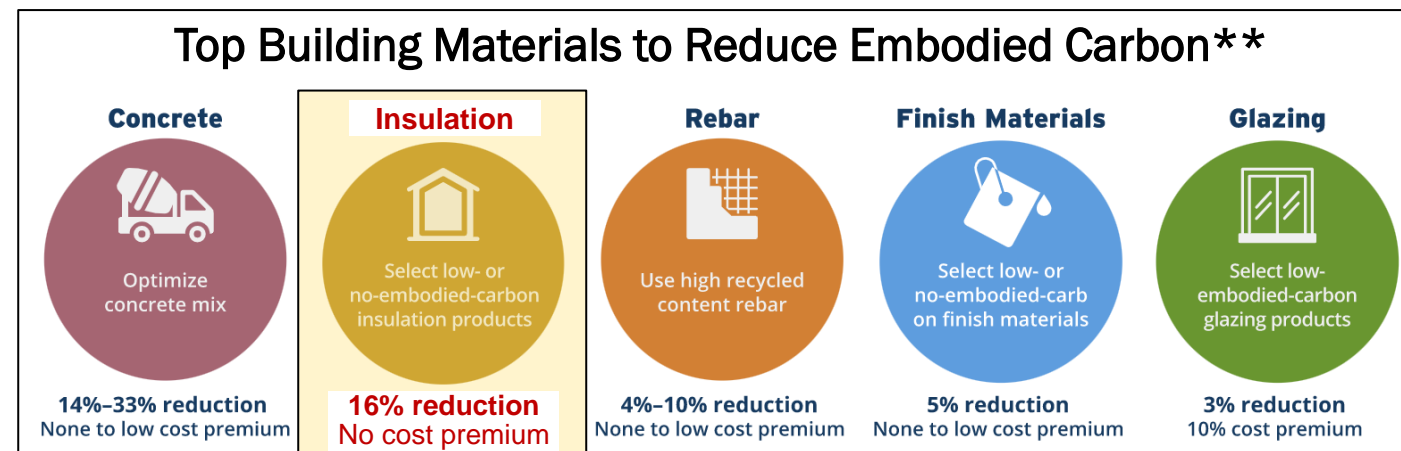 Top Building Materials to Reduce Embodied Carbon**
Concrete
Optimize
concrete mix
14%–33% reduction
None to low cost premium
Insulation
Select low- or
no-embodied-carbon
insulation products
16% reduction
No cost premium
Rebar
Use high recycled
content rebar
4%–10% reduction
None to low cost premium
Finish Materials
Select low- or
no-embodied-carb
on finish materials
5% reduction
None to low cost premium
Glazing
Select low-
embodied-carbon
glazing products
3% reduction
10% cost premium